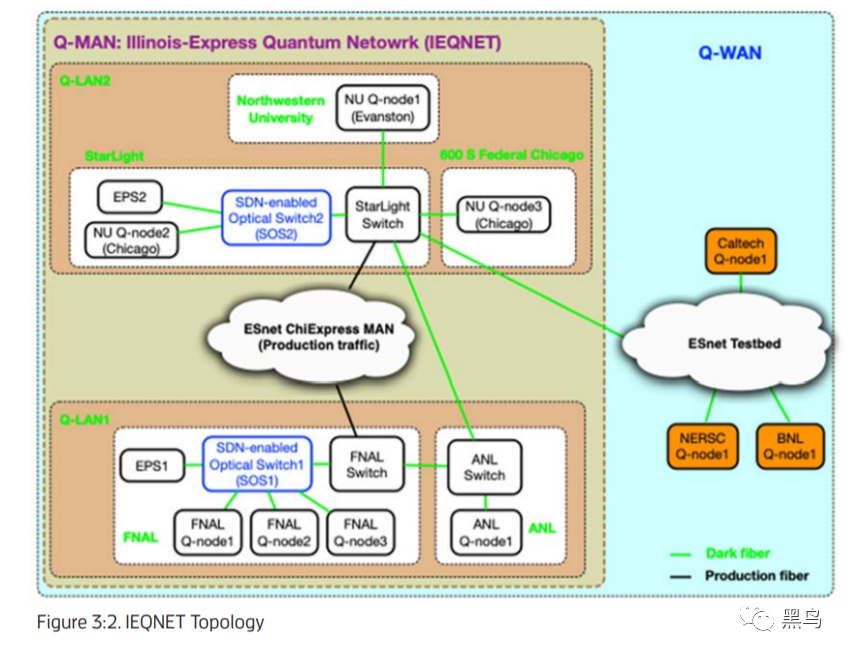 Q-MAN: Illinois-Express Quantum Netowrk (IEQNET)
Q-WAN
Q-LAN2
Northwestern
University
NU Q-node1
(Evanston)
StarLight
600 S Federal Chicago
EPS2
NU Q-node2
(Chicago)
SDN-enabled
Optical Switch2
(SOS2)
StarLight
Switch
NU Q-node3
(Chicago)
Caltech
Q-node1
ESnet ChiExpress MAN
(Production traffic)
ESnet Testbed
NERSC
Q-node1
BNL
Q-node1
Q-LAN1
EPS1
SDN-enabled
Optical Switch1
(SOS1)
FNAL
Switch
ANL
Switch
FNAL
FNAL
Q-node1
FNAL
Q-node2
FNAL
Q-node3
ANL
Q-node1
ANL
Dark fiber
Production fiber
Figure 3:2. IEQNET Topology
黑鸟